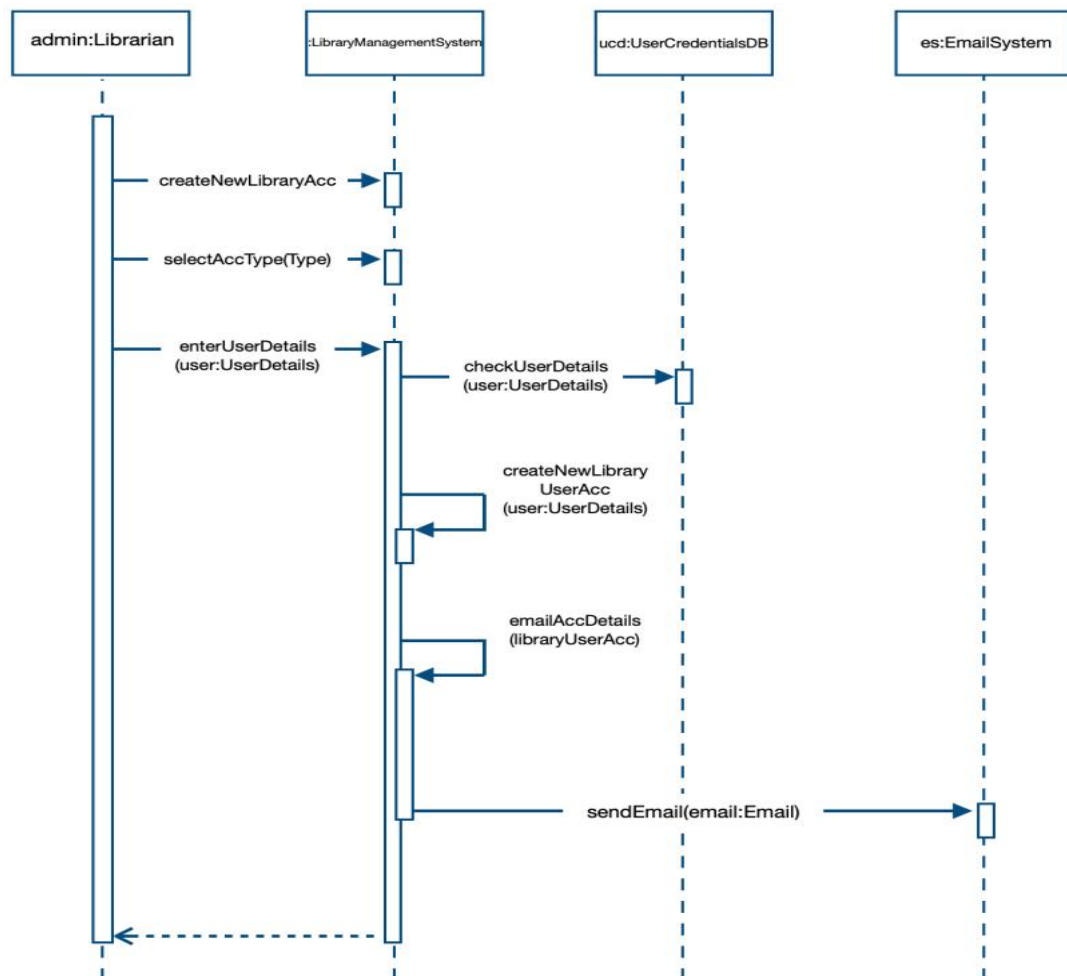 admin:Librarian
:LibraryManagementSystem
ucd:UserCredentialsDB
es:EmailSystem
createNewLibraryAcc
selectAccType(Type)
enterUserDetails
(user:UserDetails)
checkUserDetails
(user:UserDetails)
createNewLibrary
UserAcc
(user:UserDetails)
emailAccDetails
(libraryUserAcc)
sendEmail(email:Email)